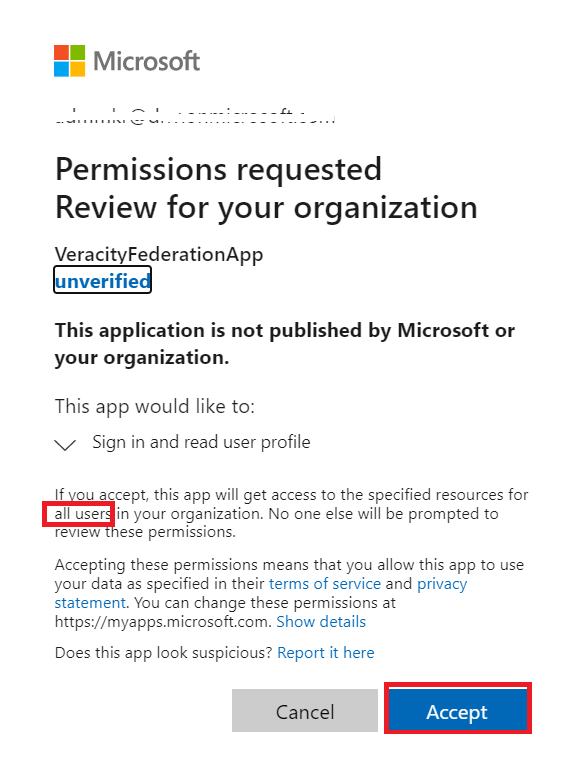 Microsoft
Permissions requested
Review for your organization
VeracityFederationApp
unverified
This application is not published by Microsoft or
your organization.
This app would like to:
Sign in and read user profile
If you accept, this app will get access to the specified resources for
all users in your organization. No one else will be prompted to
review these permissions.
Accepting these permissions means that you allow this app to use
your data as specified in their terms of service and privacy
statement. You can change these permissions at
https://myapps.microsoft.com. Show details
Does this app look suspicious? Report it here
Cancel
Accept